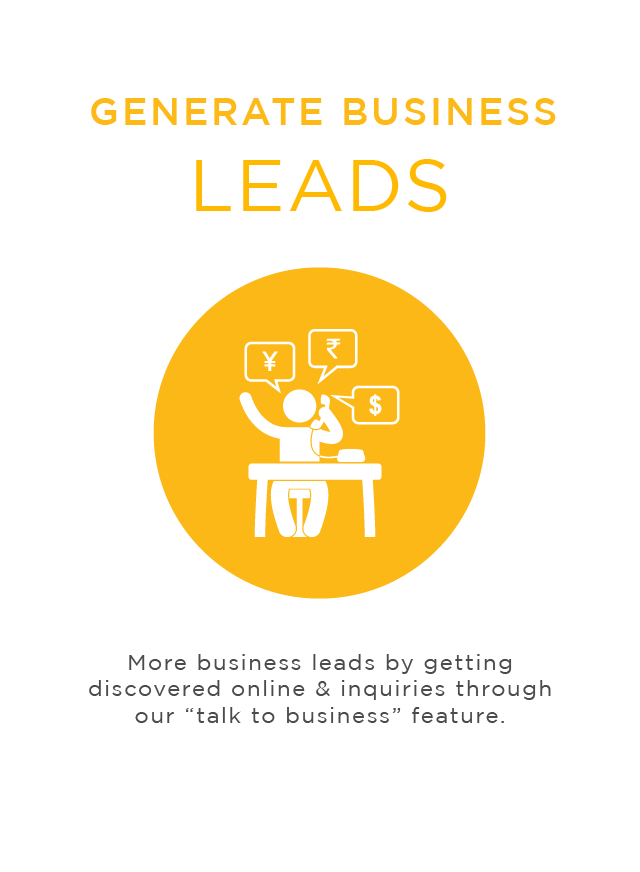 GENERATE BUSINESS
LEADS
¥
₹
$
More business leads by getting
discovered online & inquiries through
our “talk to business” feature.